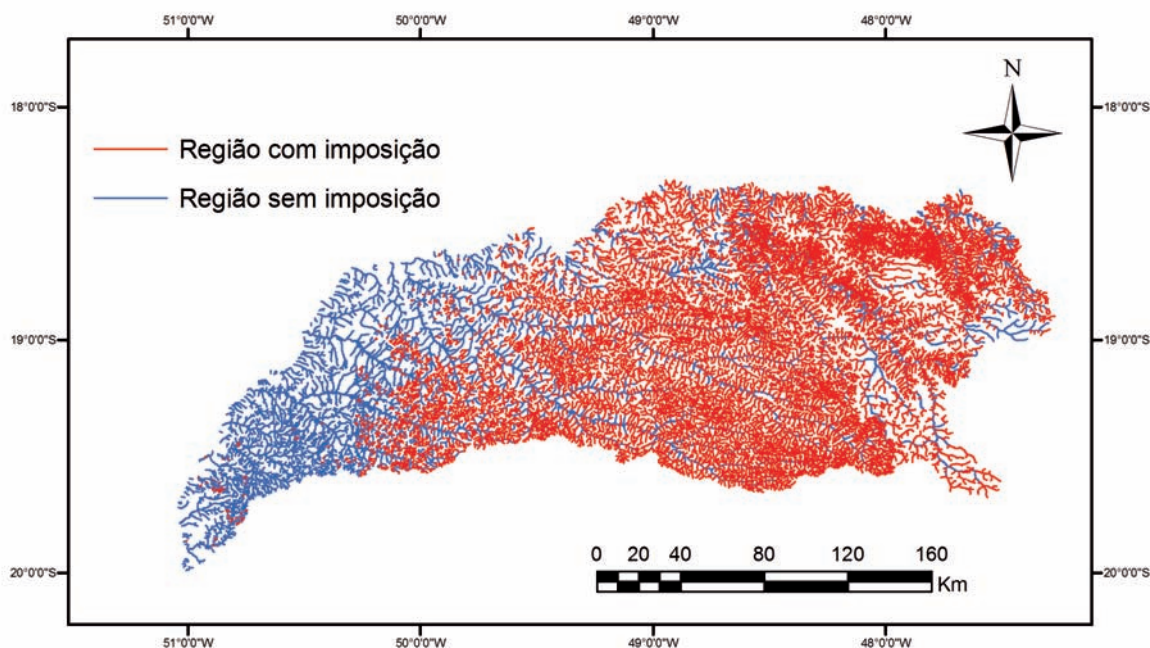 51°0'0"W 50°0'0"W 49°0'0"W 48°0'0"W
N
18°0'0"S 18°0'0"S
Região com imposição
Região sem imposição
19°0'0"S 19°0'0"S
0 20 40 80 120 160
Km
20°0'0"S 20°0'0"S
51°0'0"W 50°0'0"W 49°0'0"W 48°0'0"W